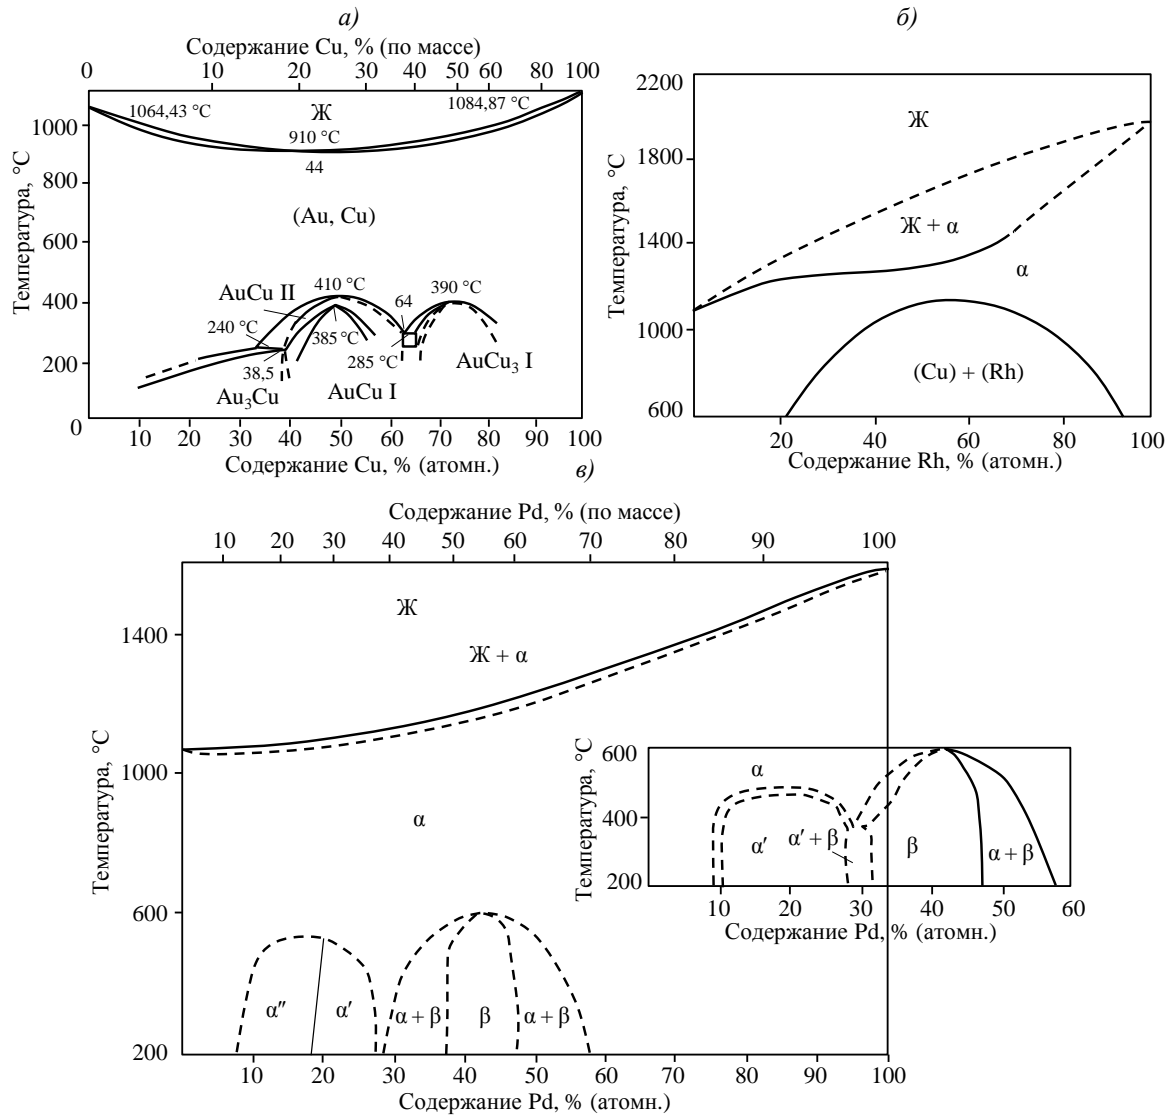 а)
Содержание Cu, % (по массе)
0 10 20 30 40 50 60 80 100
1064,43 °C
Ж
1084,87 °C
910 °C
44
(Au, Cu)
410 °C
390 °C
AuCu II
64
240 °C
385 °C
285 °C
AuCu₃ I
38,5
Au₃Cu
AuCu I
Температура, °C
1000
800
600
400
200
0
10 20 30 40 50 60 70 80 90 100
Содержание Cu, % (атомн.)
б)
Температура, °C
2200
1800
1400
1000
600
Ж
Ж + α
α
(Cu) + (Rh)
20 40 60 80 100
Содержание Rh, % (атомн.)
в)
Содержание Pd, % (по массе)
10 20 30 40 50 60 70 80 90 100
Температура, °C
1400
1000
600
200
Ж
Ж + α
α
α″
α′
α + β
β
α + β
10 20 30 40 50 60 70 80 90 100
Содержание Pd, % (атомн.)
Температура, °C
600
400
200
α
α′
α′ + β
β
α + β
10 20 30 40 50 60
Содержание Pd, % (атомн.)